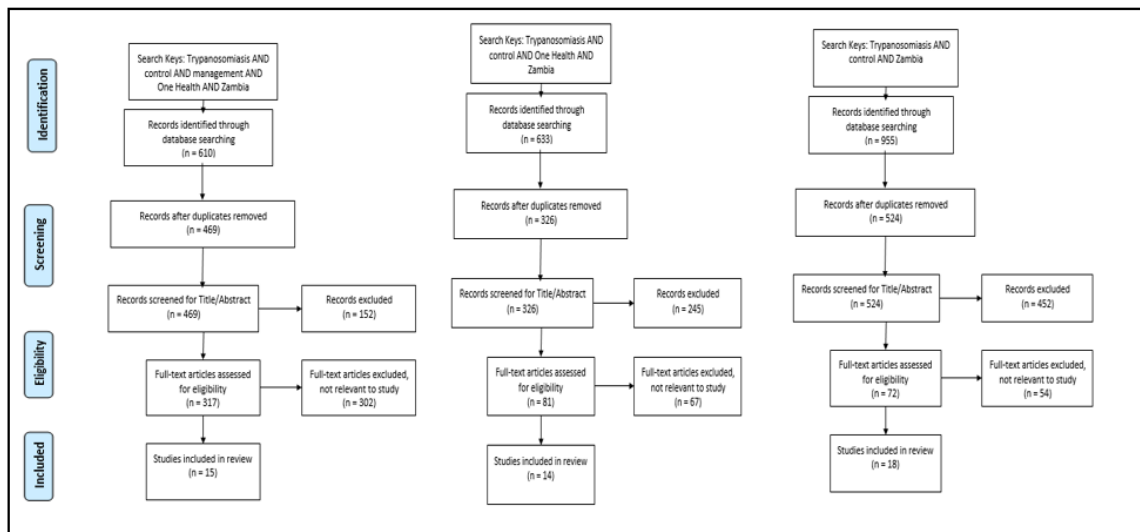 Identification
Screening
Eligibility
Included
Search Keys: Trypanosomiasis AND
control AND management AND
One Health AND Zambia
Records identified through
database searching
(n = 610)
Records after duplicates removed
(n = 469)
Records screened for Title/Abstract
(n = 469)
Records excluded
(n = 152)
Full-text articles assessed
for eligibility
(n = 317)
Full-text articles excluded,
not relevant to study
(n = 302)
Studies included in review
(n = 15)
Search Keys: Trypanosomiasis AND
control AND One Health AND
Zambia
Records identified through
database searching
(n = 633)
Records after duplicates removed
(n = 326)
Records screened for Title/Abstract
(n = 326)
Records excluded
(n = 245)
Full-text articles assessed
for eligibility
(n = 81)
Full-text articles excluded,
not relevant to study
(n = 67)
Studies included in review
(n = 14)
Search Keys: Trypanosomiasis AND
control AND Zambia
Records identified through
database searching
(n = 955)
Records after duplicates removed
(n = 524)
Records screened for Title/Abstract
(n = 524)
Records excluded
(n = 452)
Full-text articles assessed
for eligibility
(n = 72)
Full-text articles excluded,
not relevant to study
(n = 54)
Studies included in review
(n = 18)